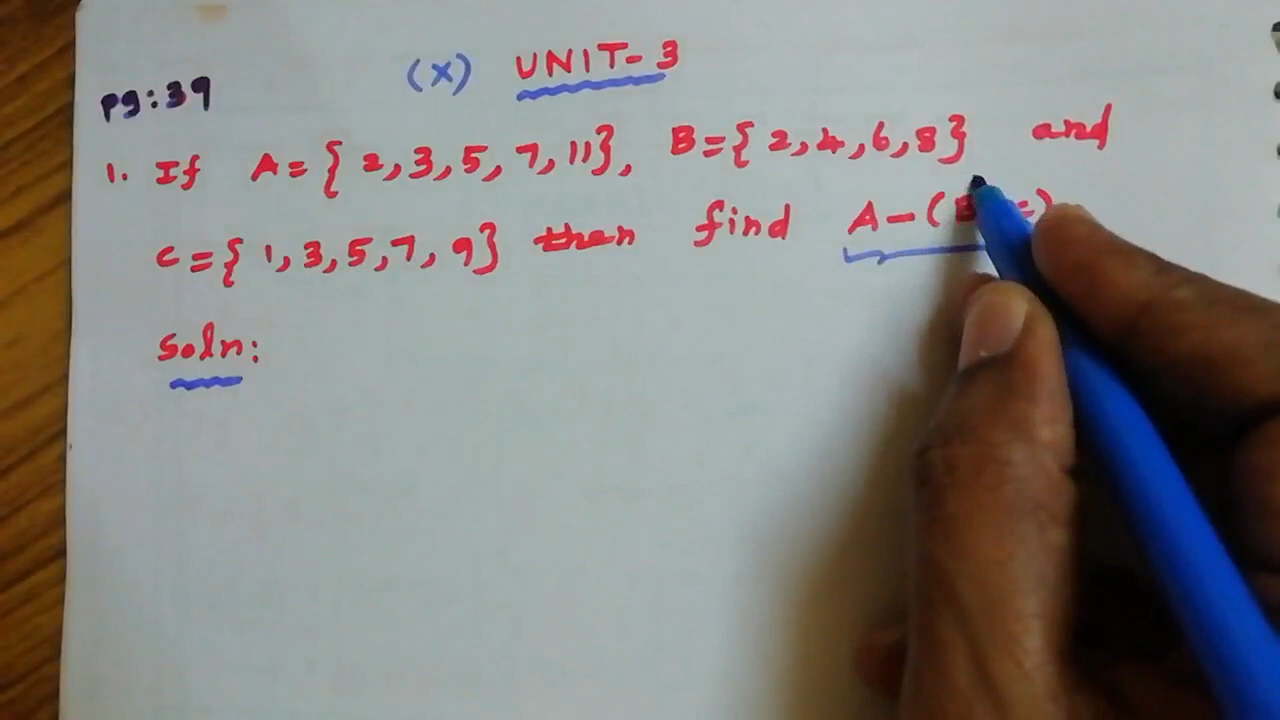 (x) UNIT-3
Pg:39
1. If A={2,3,5,7,11}, B={2,4,6,8} and
C={1,3,5,7,9} then find A-(B
Soln: